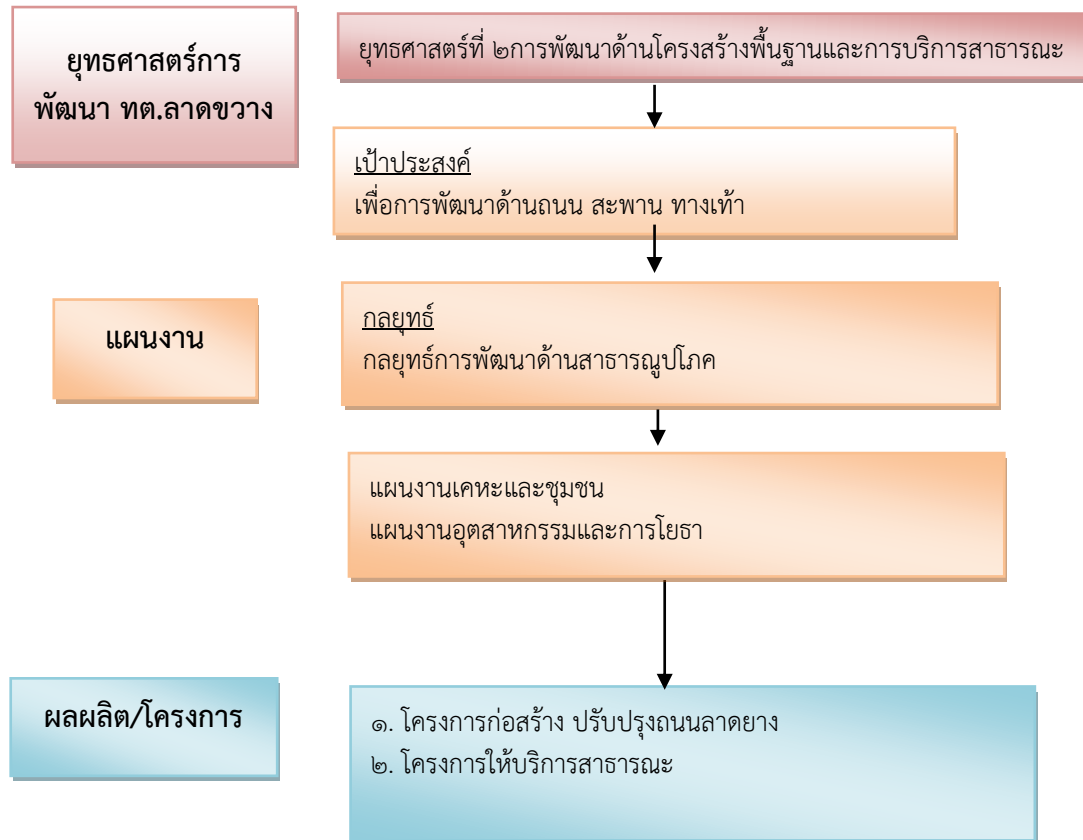 ยุทธศาสตร์การ
พัฒนา ทต.ลาดขวาง
ยุทธศาสตร์ที่ ๒การพัฒนาด้านโครงสร้างพื้นฐานและการบริการสาธารณะ
เป้าประสงค์
เพื่อการพัฒนาด้านถนน สะพาน ทางเท้า
แผนงาน
กลยุทธ์
กลยุทธ์การพัฒนาด้านสาธารณูปโภค
แผนงานเคหะและชุมชน
แผนงานอุตสาหกรรมและการโยธา
ผลผลิต/โครงการ
๑. โครงการก่อสร้าง ปรับปรุงถนนลาดยาง
๒. โครงการให้บริการสาธารณะ